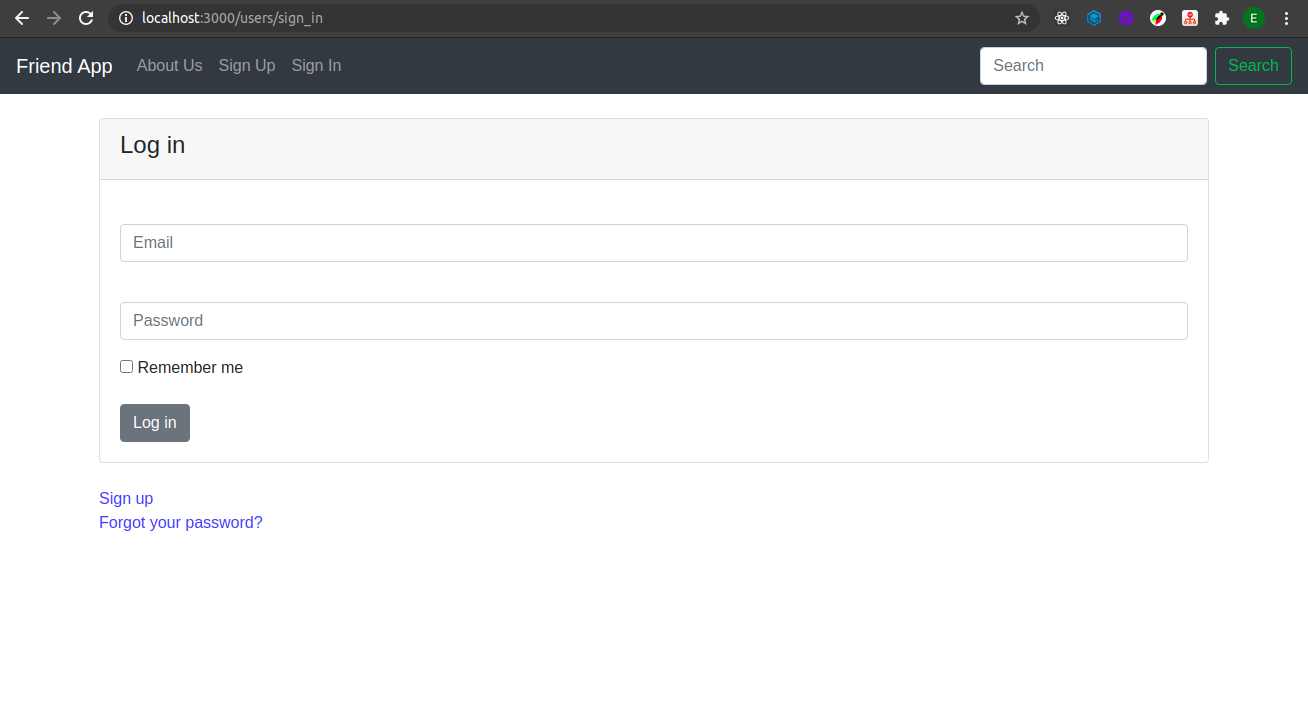 localhost:3000/users/sign_in
E
Friend App About Us Sign Up Sign In Search Search
Log in
Email
Password
Remember me
Log in
Sign up
Forgot your password?